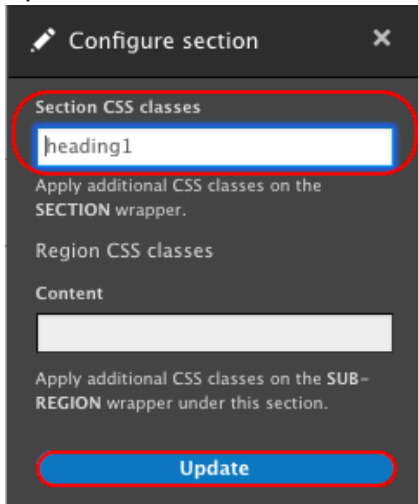 Configure section
Section CSS classes
heading1
Apply additional CSS classes on the
SECTION wrapper.
Region CSS classes
Content
Apply additional CSS classes on the SUB-
REGION wrapper under this section.
Update